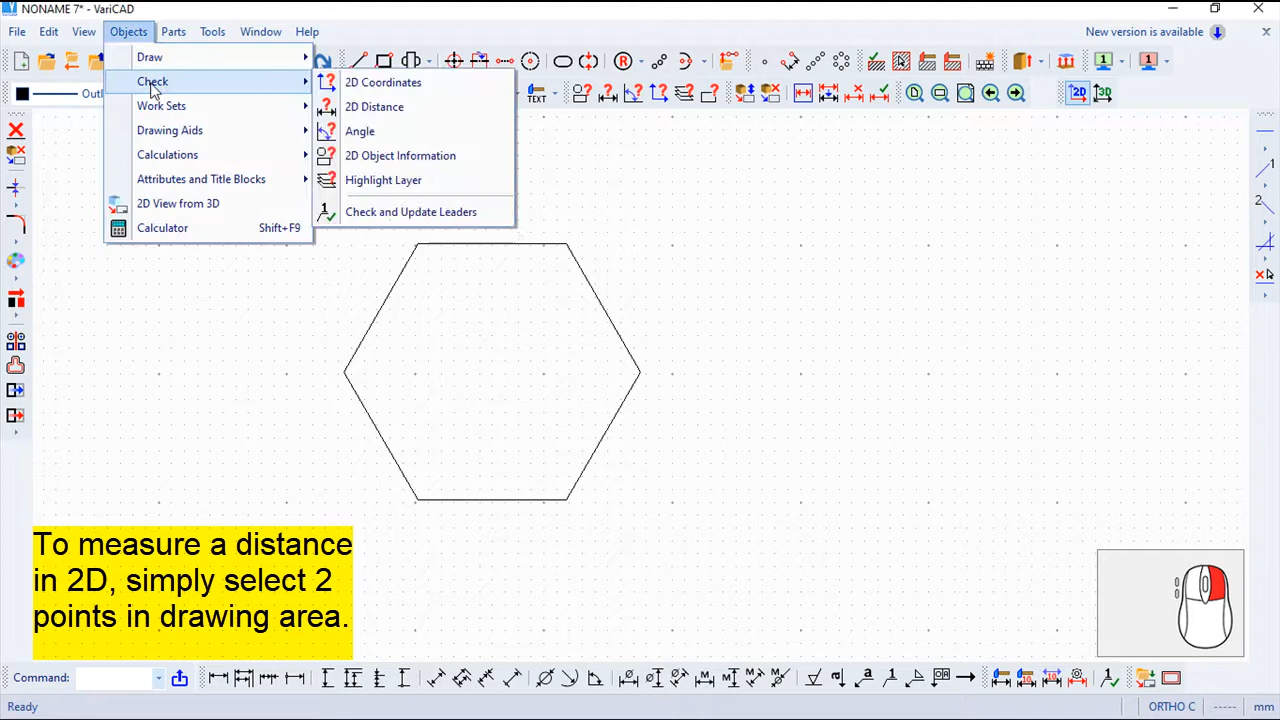 NONAME 7* - VariCAD
File Edit View Objects Parts Tools Window Help New version is available
Draw
Check
Work Sets
Drawing Aids
Calculations
Attributes and Title Blocks
2D View from 3D
Calculator Shift+F9
2D Coordinates
2D Distance
Angle
2D Object Information
Highlight Layer
Check and Update Leaders
Outl
TEXT
2D 3D
To measure a distance
in 2D, simply select 2
points in drawing area.
Command:
Ready ORTHO C ----- mm